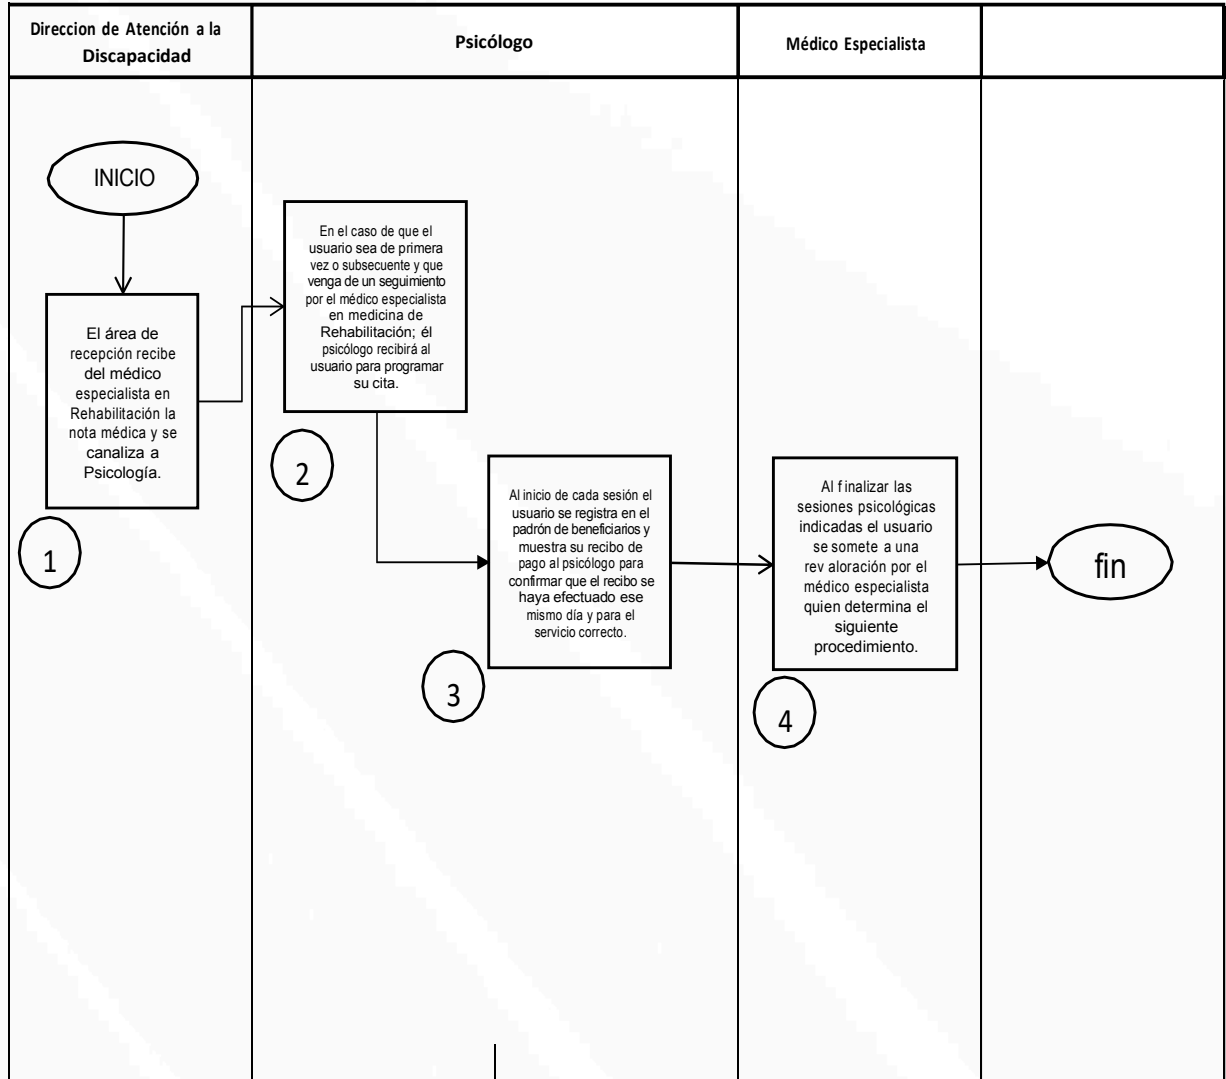 Direccion de Atención a la
Discapacidad
Psicólogo
Médico Especialista
INICIO
El área de
recepción recibe
del médico
especialista en
Rehabilitación la
nota médica y se
canaliza a
Psicología.
1
En el caso de que el
usuario sea de primera
vez o subsecuente y que
venga de un seguimiento
por el médico especialista
en medicina de
Rehabilitación; él
psicólogo recibirá al
usuario para programar
su cita.
2
Al inicio de cada sesión el
usuario se registra en el
padrón de beneficiarios y
muestra su recibo de
pago al psicólogo para
confirmar que el recibo se
haya efectuado ese
mismo día y para el
servicio correcto.
3
Al finalizar las
sesiones psicológicas
indicadas el usuario
se somete a una
rev aloración por el
médico especialista
quien determina el
siguiente
procedimiento.
4
fin